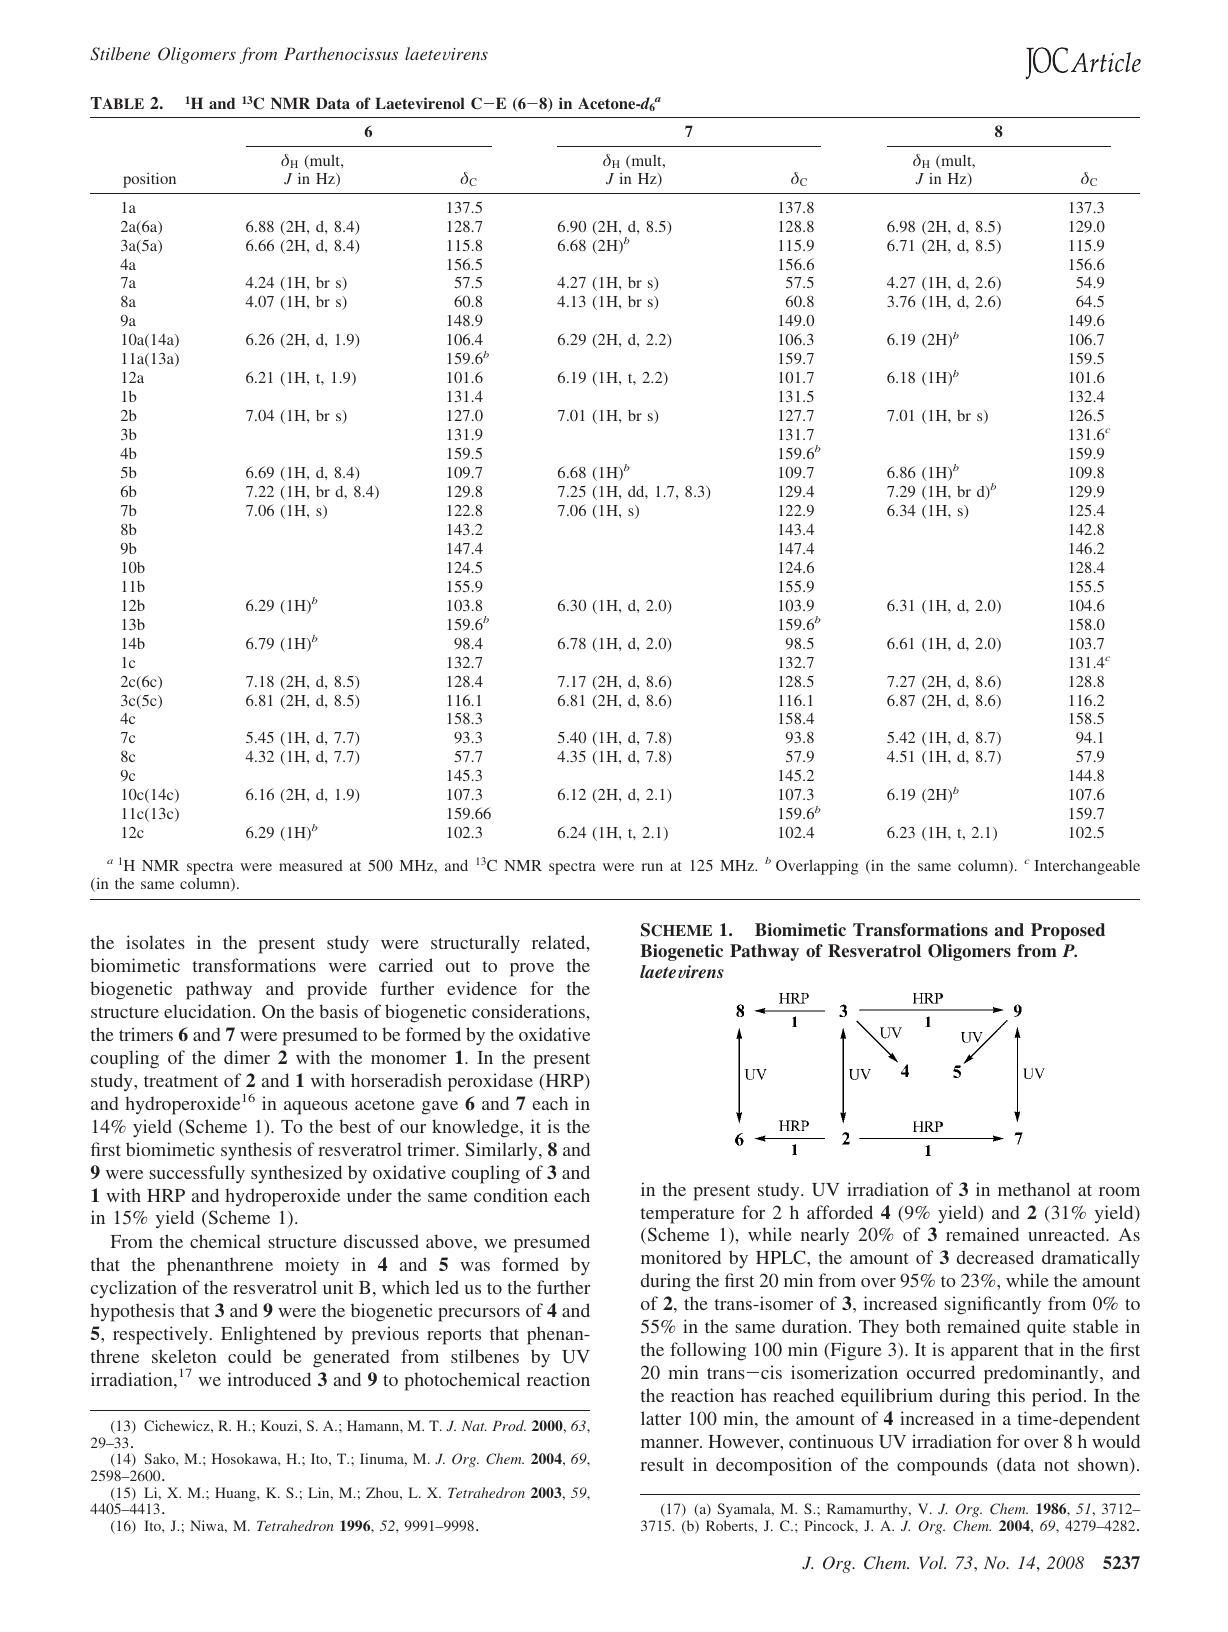 Stilbene Oligomers from Parthenocissus laetevirens
JOC Article
TABLE 2. ¹H and ¹³C NMR Data of Laetevirenol C−E (6−8) in Acetone-d₆ᵃ
6 7 8
δH (mult, δH (mult, δH (mult,
position J in Hz) δC J in Hz) δC J in Hz) δC
1a 137.5 137.8 137.3
2a(6a) 6.88 (2H, d, 8.4) 128.7 6.90 (2H, d, 8.5) 128.8 6.98 (2H, d, 8.5) 129.0
3a(5a) 6.66 (2H, d, 8.4) 115.8 6.68 (2H)ᵇ 115.9 6.71 (2H, d, 8.5) 115.9
4a 156.5 156.6 156.6
7a 4.24 (1H, br s) 57.5 4.27 (1H, br s) 57.5 4.27 (1H, d, 2.6) 54.9
8a 4.07 (1H, br s) 60.8 4.13 (1H, br s) 60.8 3.76 (1H, d, 2.6) 64.5
9a 148.9 149.0 149.6
10a(14a) 6.26 (2H, d, 1.9) 106.4 6.29 (2H, d, 2.2) 106.3 6.19 (2H)ᵇ 106.7
11a(13a) 159.6ᵇ 159.7 159.5
12a 6.21 (1H, t, 1.9) 101.6 6.19 (1H, t, 2.2) 101.7 6.18 (1H)ᵇ 101.6
1b 131.4 131.5 132.4
2b 7.04 (1H, br s) 127.0 7.01 (1H, br s) 127.7 7.01 (1H, br s) 126.5
3b 131.9 131.7 131.6ᶜ
4b 159.5 159.6ᵇ 159.9
5b 6.69 (1H, d, 8.4) 109.7 6.68 (1H)ᵇ 109.7 6.86 (1H)ᵇ 109.8
6b 7.22 (1H, br d, 8.4) 129.8 7.25 (1H, dd, 1.7, 8.3) 129.4 7.29 (1H, br d)ᵇ 129.9
7b 7.06 (1H, s) 122.8 7.06 (1H, s) 122.9 6.34 (1H, s) 125.4
8b 143.2 143.4 142.8
9b 147.4 147.4 146.2
10b 124.5 124.6 128.4
11b 155.9 155.9 155.5
12b 6.29 (1H)ᵇ 103.8 6.30 (1H, d, 2.0) 103.9 6.31 (1H, d, 2.0) 104.6
13b 159.6ᵇ 159.6ᵇ 158.0
14b 6.79 (1H)ᵇ 98.4 6.78 (1H, d, 2.0) 98.5 6.61 (1H, d, 2.0) 103.7
1c 132.7 132.7 131.4ᶜ
2c(6c) 7.18 (2H, d, 8.5) 128.4 7.17 (2H, d, 8.6) 128.5 7.27 (2H, d, 8.6) 128.8
3c(5c) 6.81 (2H, d, 8.5) 116.1 6.81 (2H, d, 8.6) 116.1 6.87 (2H, d, 8.6) 116.2
4c 158.3 158.4 158.5
7c 5.45 (1H, d, 7.7) 93.3 5.40 (1H, d, 7.8) 93.8 5.42 (1H, d, 8.7) 94.1
8c 4.32 (1H, d, 7.7) 57.7 4.35 (1H, d, 7.8) 57.9 4.51 (1H, d, 8.7) 57.9
9c 145.3 145.2 144.8
10c(14c) 6.16 (2H, d, 1.9) 107.3 6.12 (2H, d, 2.1) 107.3 6.19 (2H)ᵇ 107.6
11c(13c) 159.66 159.6ᵇ 159.7
12c 6.29 (1H)ᵇ 102.3 6.24 (1H, t, 2.1) 102.4 6.23 (1H, t, 2.1) 102.5
ᵃ ¹H NMR spectra were measured at 500 MHz, and ¹³C NMR spectra were run at 125 MHz. ᵇ Overlapping (in the same column). ᶜ Interchangeable
(in the same column).
the isolates in the present study were structurally related,
biomimetic transformations were carried out to prove the
biogenetic pathway and provide further evidence for the
structure elucidation. On the basis of biogenetic considerations,
the trimers 6 and 7 were presumed to be formed by the oxidative
coupling of the dimer 2 with the monomer 1. In the present
study, treatment of 2 and 1 with horseradish peroxidase (HRP)
and hydroperoxide¹⁶ in aqueous acetone gave 6 and 7 each in
14% yield (Scheme 1). To the best of our knowledge, it is the
first biomimetic synthesis of resveratrol trimer. Similarly, 8 and
9 were successfully synthesized by oxidative coupling of 3 and
1 with HRP and hydroperoxide under the same condition each
in 15% yield (Scheme 1).
From the chemical structure discussed above, we presumed
that the phenanthrene moiety in 4 and 5 was formed by
cyclization of the resveratrol unit B, which led us to the further
hypothesis that 3 and 9 were the biogenetic precursors of 4 and
5, respectively. Enlightened by previous reports that phenan-
threne skeleton could be generated from stilbenes by UV
irradiation,¹⁷ we introduced 3 and 9 to photochemical reaction
(13) Cichewicz, R. H.; Kouzi, S. A.; Hamann, M. T. J. Nat. Prod. 2000, 63,
29–33.
(14) Sako, M.; Hosokawa, H.; Ito, T.; Iinuma, M. J. Org. Chem. 2004, 69,
2598–2600.
(15) Li, X. M.; Huang, K. S.; Lin, M.; Zhou, L. X. Tetrahedron 2003, 59,
4405–4413.
(16) Ito, J.; Niwa, M. Tetrahedron 1996, 52, 9991–9998.
SCHEME 1. Biomimetic Transformations and Proposed
Biogenetic Pathway of Resveratrol Oligomers from P.
laetevirens
HRP HRP
8 3 9
1 1
UV UV
UV UV 4 5 UV
HRP HRP
6 2 7
1 1
in the present study. UV irradiation of 3 in methanol at room
temperature for 2 h afforded 4 (9% yield) and 2 (31% yield)
(Scheme 1), while nearly 20% of 3 remained unreacted. As
monitored by HPLC, the amount of 3 decreased dramatically
during the first 20 min from over 95% to 23%, while the amount
of 2, the trans-isomer of 3, increased significantly from 0% to
55% in the same duration. They both remained quite stable in
the following 100 min (Figure 3). It is apparent that in the first
20 min trans−cis isomerization occurred predominantly, and
the reaction has reached equilibrium during this period. In the
latter 100 min, the amount of 4 increased in a time-dependent
manner. However, continuous UV irradiation for over 8 h would
result in decomposition of the compounds (data not shown).
(17) (a) Syamala, M. S.; Ramamurthy, V. J. Org. Chem. 1986, 51, 3712–
3715. (b) Roberts, J. C.; Pincock, J. A. J. Org. Chem. 2004, 69, 4279–4282.
J. Org. Chem. Vol. 73, No. 14, 2008 5237